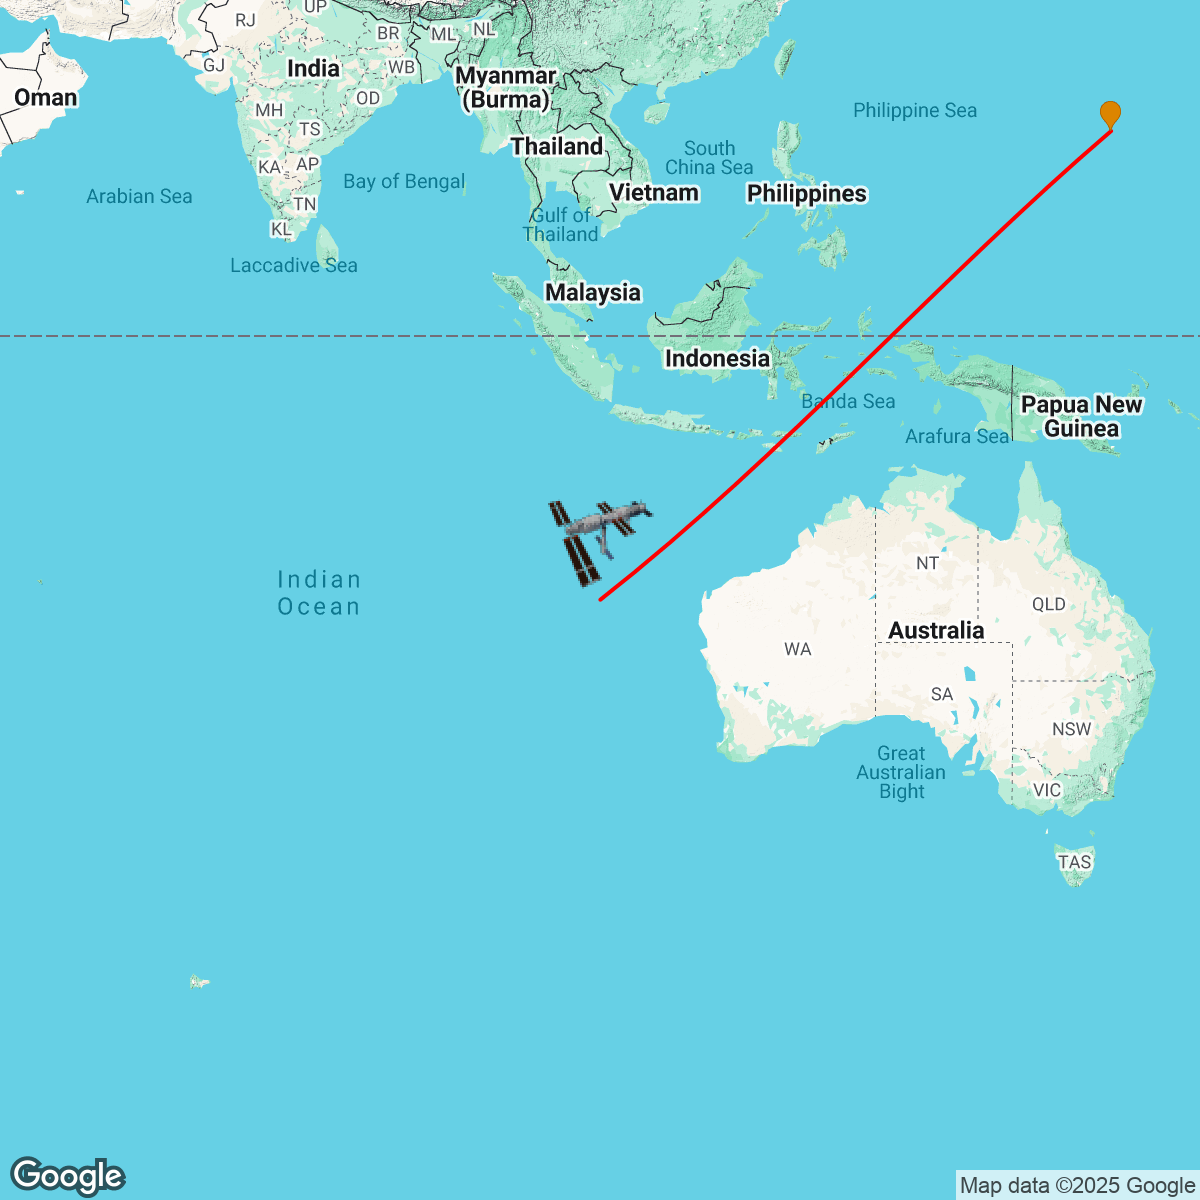 UP
RJ
BR
ML
NL
GJ
India
WB
Myanmar
(Burma)
Oman
OD
MH
Philippine Sea
TS
Thailand
South
China Sea
KA
AP
Bay of Bengal
Arabian Sea
Vietnam
Philippines
TN
Gulf of
Thailand
KL
Laccadive Sea
Malaysia
Indonesia
Banda Sea
Papua New
Guinea
Arafura Sea
Indian
Ocean
NT
QLD
Australia
WA
SA
NSW
Great
Australian
Bight
VIC
TAS
Google
Map data ©2025 Google